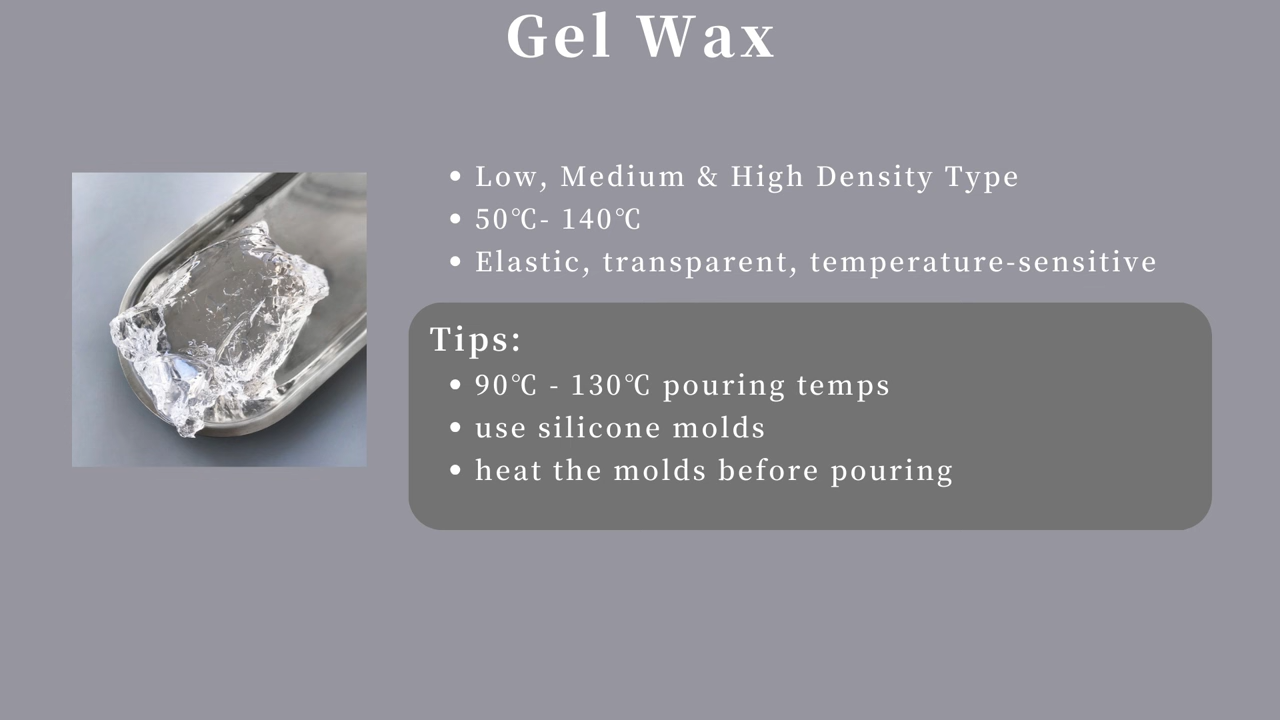 Gel Wax
• Low, Medium & High Density Type
• 50℃- 140℃
• Elastic, transparent, temperature-sensitive
Tips:
• 90℃ - 130℃ pouring temps
• use silicone molds
• heat the molds before pouring